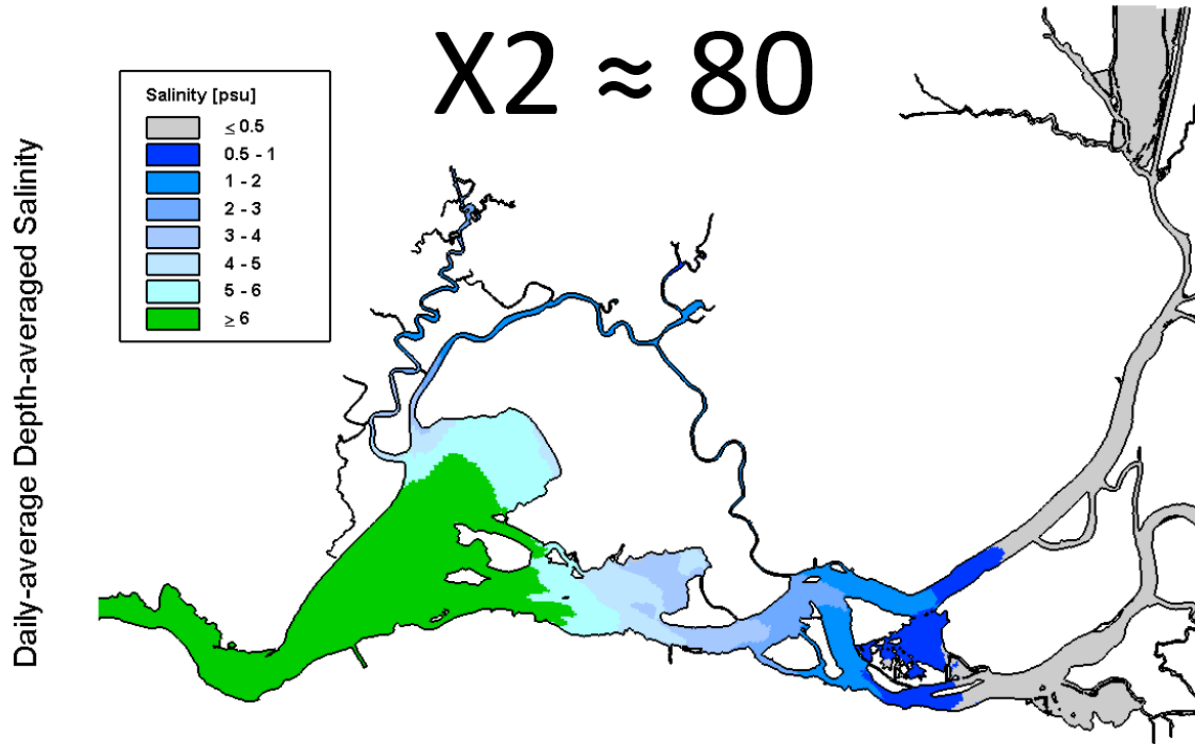 X2 ≈ 80
Salinity [psu]
≤ 0.5
0.5 - 1
1 - 2
2 - 3
3 - 4
4 - 5
5 - 6
≥ 6
Daily-average Depth-averaged Salinity